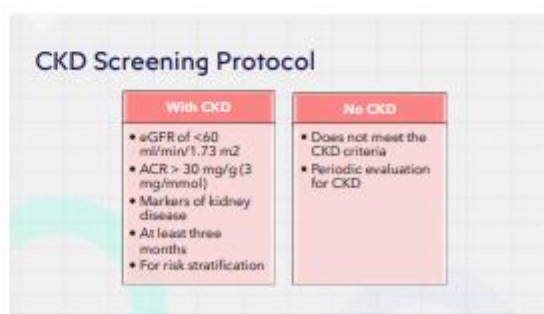 CKD Screening Protocol
With CKD
• eGFR of <60
ml/min/1.73 m2
• ACR > 30 mg/g (3
mg/mmol)
• Markers of kidney
disease
• At least three
months
• For risk stratification
No CKD
• Does not meet the
CKD criteria
• Periodic evaluation
for CKD